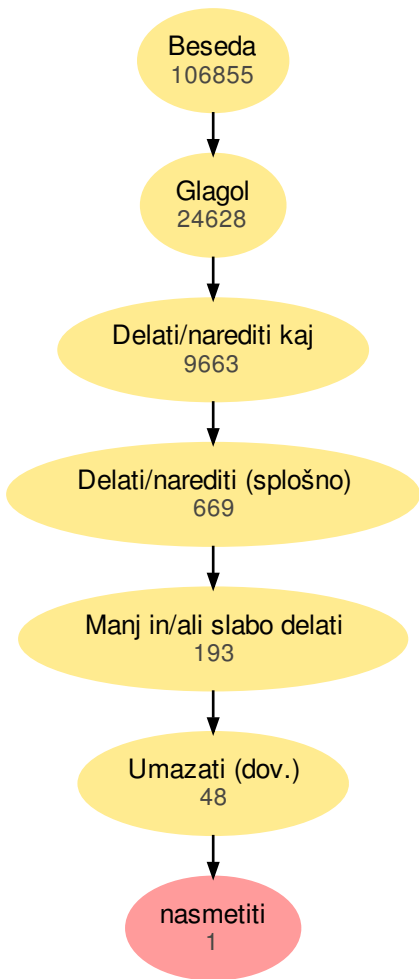 Beseda
106855
Glagol
24628
Delati/narediti kaj
9663
Delati/narediti (splošno)
669
Manj in/ali slabo delati
193
Umazati (dov.)
48
nasmetiti
1